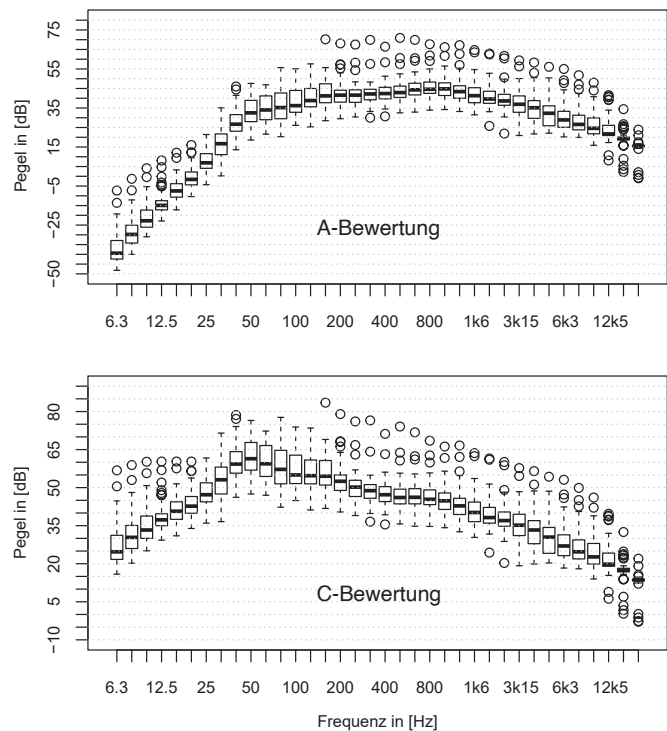 75
55
35
15
−5
−25
−50
Pegel in [dB]
A-Bewertung
6.3 12.5 25 50 100 200 400 800 1k6 3k15 6k3 12k5
80
65
50
35
20
5
−10
Pegel in [dB]
C-Bewertung
6.3 12.5 25 50 100 200 400 800 1k6 3k15 6k3 12k5
Frequenz in [Hz]